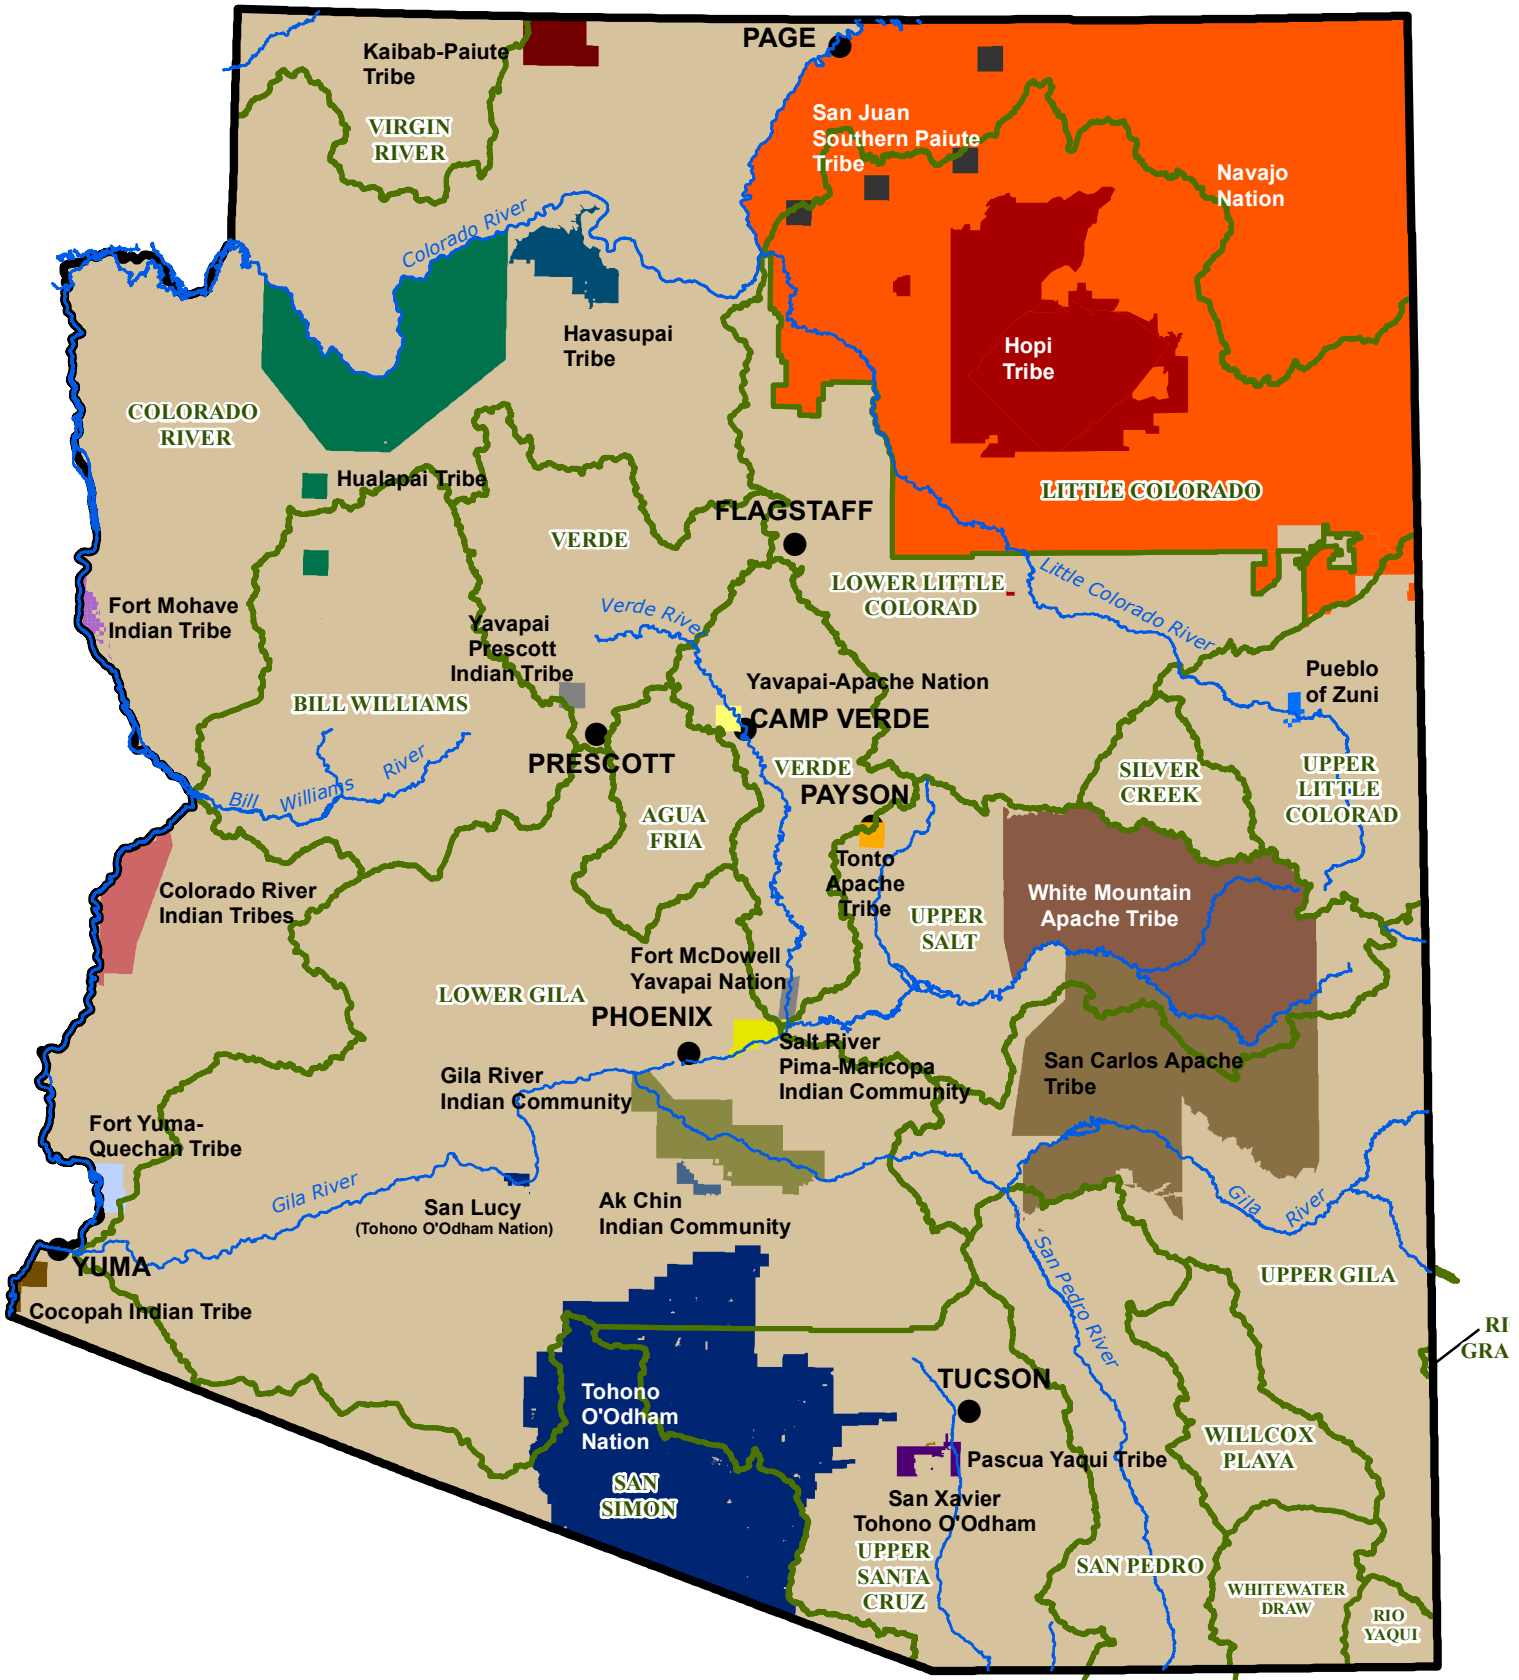 PAGE
Kaibab-Paiute
Tribe
VIRGIN
RIVER
San Juan
Southern Paiute
Tribe
Navajo
Nation
Colorado River
Havasupai
Tribe
Hopi
Tribe
COLORADO
RIVER
Hualapai Tribe
LITTLE COLORADO
FLAGSTAFF
VERDE
LOWER LITTLE
COLORAD
Little Colorado River
Fort Mohave
Indian Tribe
Verde River
Yavapai
Prescott
Indian Tribe
Pueblo
of Zuni
Yavapai-Apache Nation
BILL WILLIAMS
CAMP VERDE
PRESCOTT
VERDE
SILVER
CREEK
UPPER
LITTLE
COLORAD
Bill Williams River
PAYSON
AGUA
FRIA
Tonto
Apache
Tribe
Colorado River
Indian Tribes
White Mountain
Apache Tribe
UPPER
SALT
Fort McDowell
Yavapai Nation
LOWER GILA
PHOENIX
Salt River
Pima-Maricopa
Indian Community
San Carlos Apache
Tribe
Gila River
Indian Community
Fort Yuma-
Quechan Tribe
Gila River
San Lucy
(Tohono O'Odham Nation)
Ak Chin
Indian Community
Gila River
San Pedro River
YUMA
UPPER GILA
Cocopah Indian Tribe
RI
GRA
TUCSON
Tohono
O'Odham
Nation
WILLCOX
PLAYA
Pascua Yaqui Tribe
SAN
SIMON
San Xavier
Tohono O'Odham
UPPER
SANTA
CRUZ
SAN PEDRO
WHITEWATER
DRAW
RIO
YAQUI